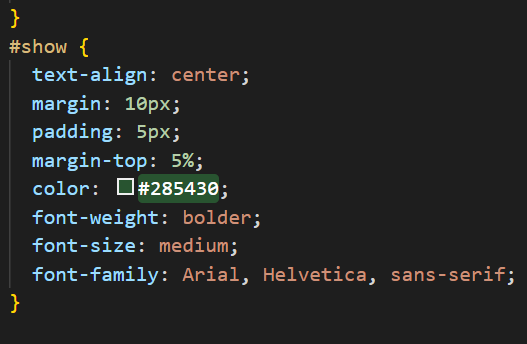 }
#show {
text-align: center;
margin: 10px;
padding: 5px;
margin-top: 5%;
color: #285430;
font-weight: bolder;
font-size: medium;
font-family: Arial, Helvetica, sans-serif;
}